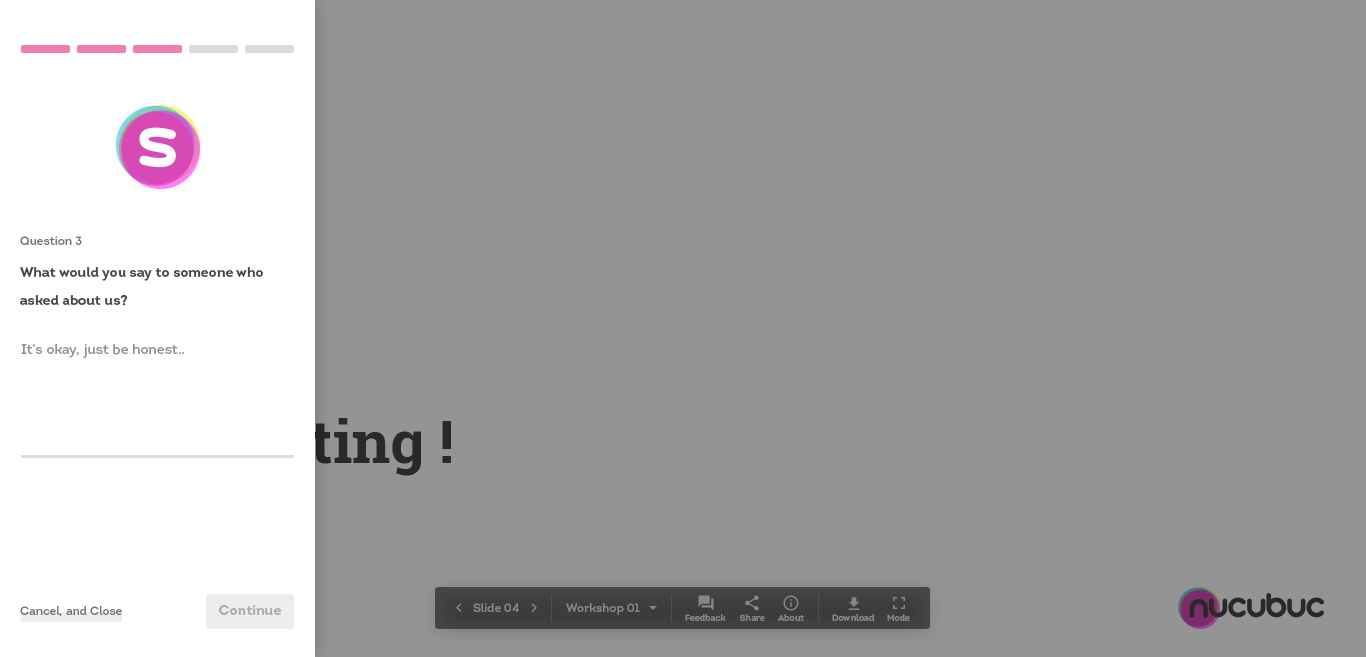 S
Question 3
What would you say to someone who
asked about us?
It's okay, just be honest..
ting !
Cancel, and Close
Continue
Slide 04
Workshop 01
Feedback
Share
About
Download
Mode
nucubuc